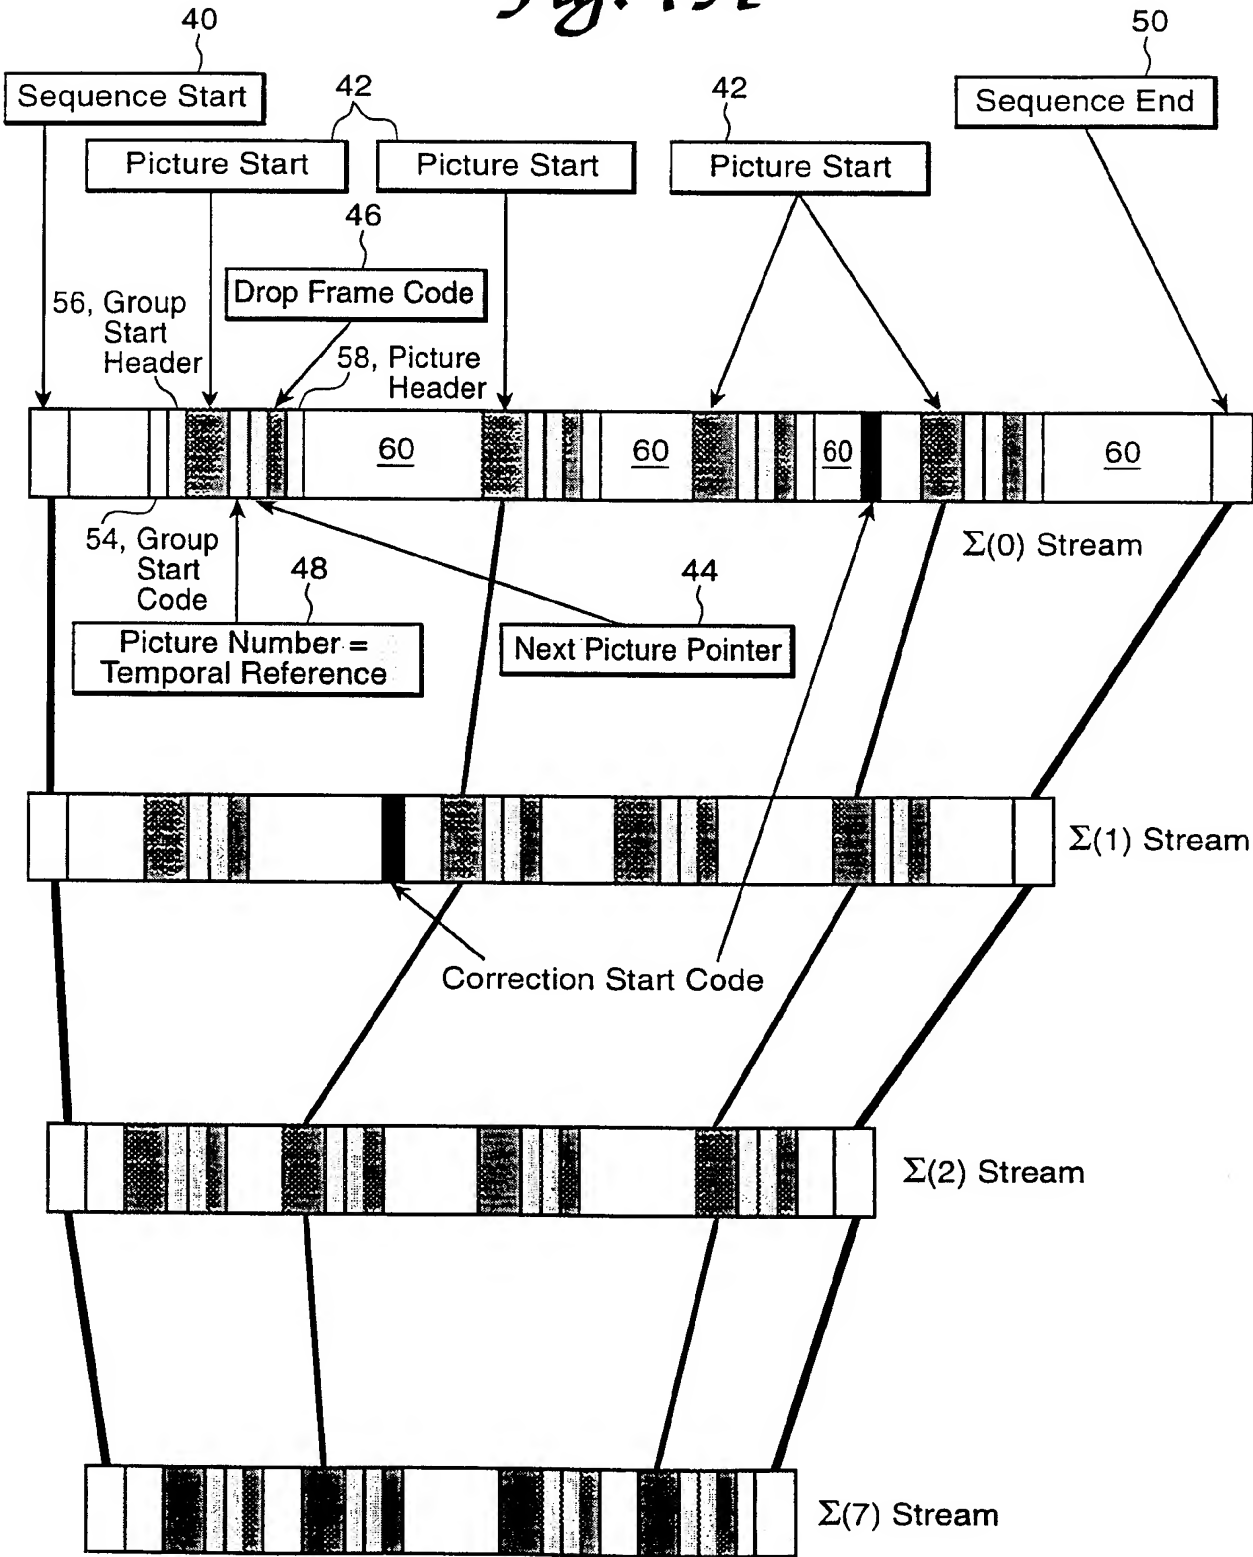 40
50
Sequence Start
42
42
Sequence End
Picture Start
Picture Start
Picture Start
46
Drop Frame Code
56, Group
Start
Header
58, Picture
Header
60
60
60
60
54, Group
Start
Code
Σ(0) Stream
48
44
Picture Number =
Temporal Reference
Next Picture Pointer
Σ(1) Stream
Correction Start Code
Σ(2) Stream
Σ(7) Stream